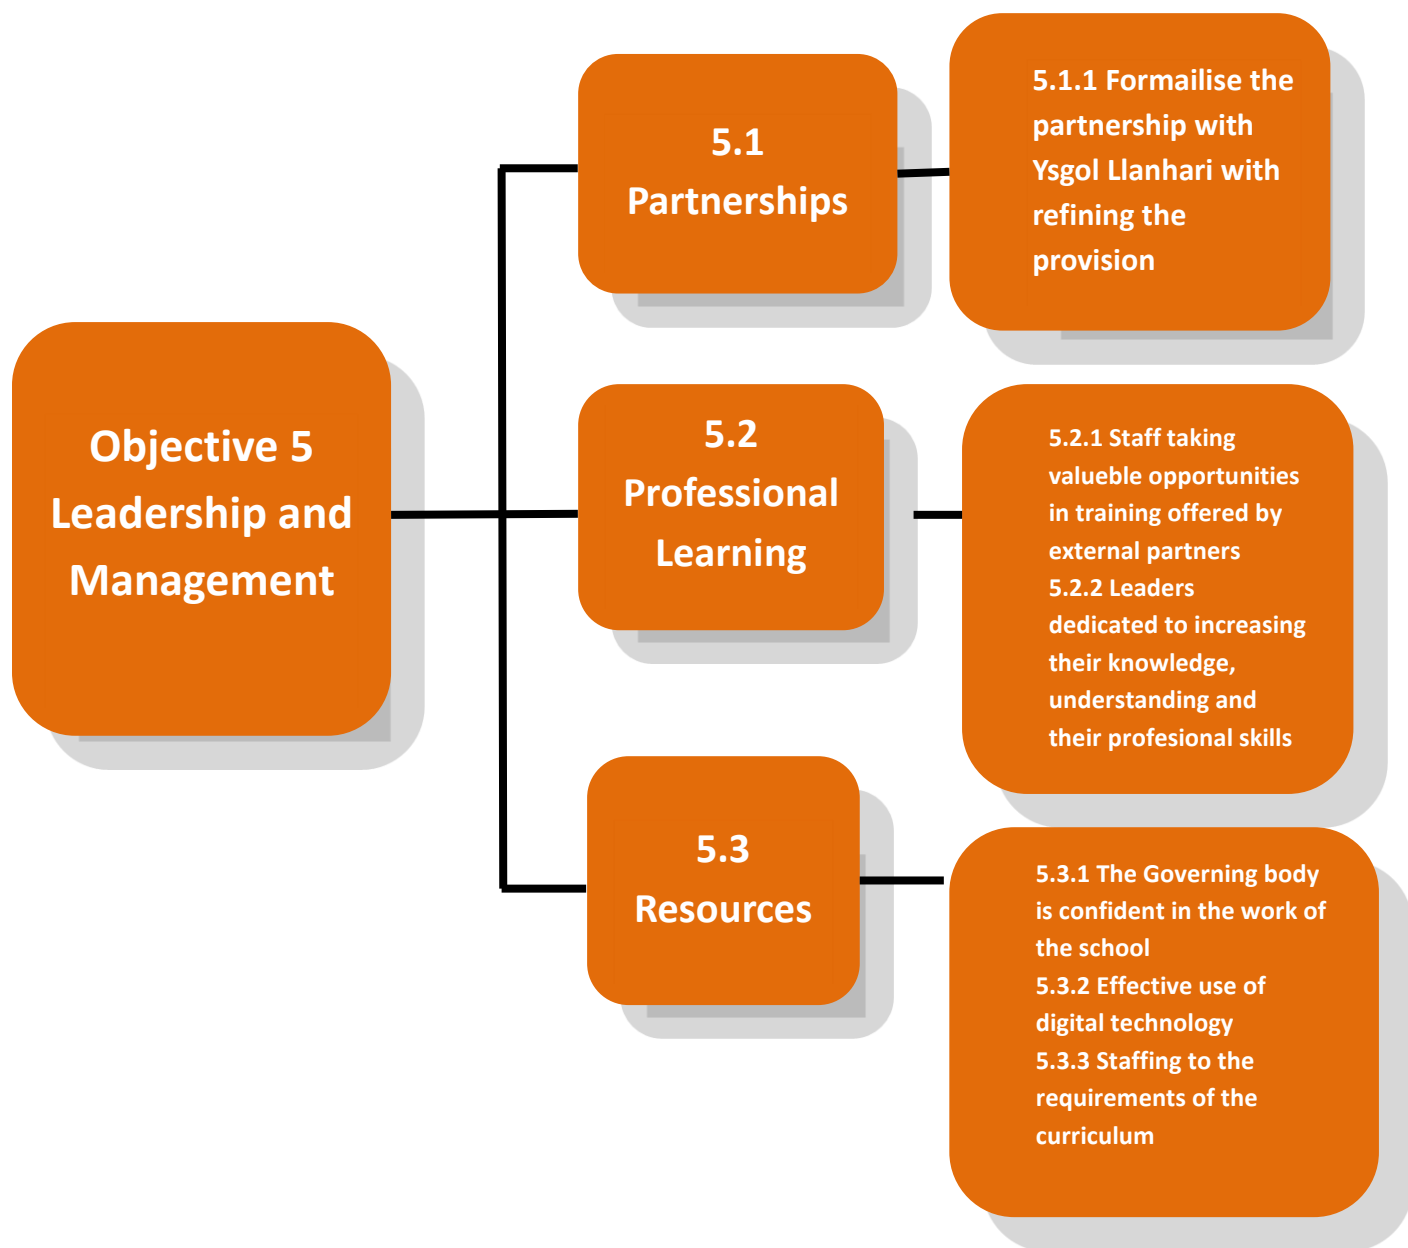 Objective 5
Leadership and
Management
5.1
Partnerships
5.1.1 Formailise the
partnership with
Ysgol Llanhari with
refining the
provision
5.2
Professional
Learning
5.2.1 Staff taking
valueble opportunities
in training offered by
external partners
5.2.2 Leaders
dedicated to increasing
their knowledge,
understanding and
their profesional skills
5.3
Resources
5.3.1 The Governing body
is confident in the work of
the school
5.3.2 Effective use of
digital technology
5.3.3 Staffing to the
requirements of the
curriculum